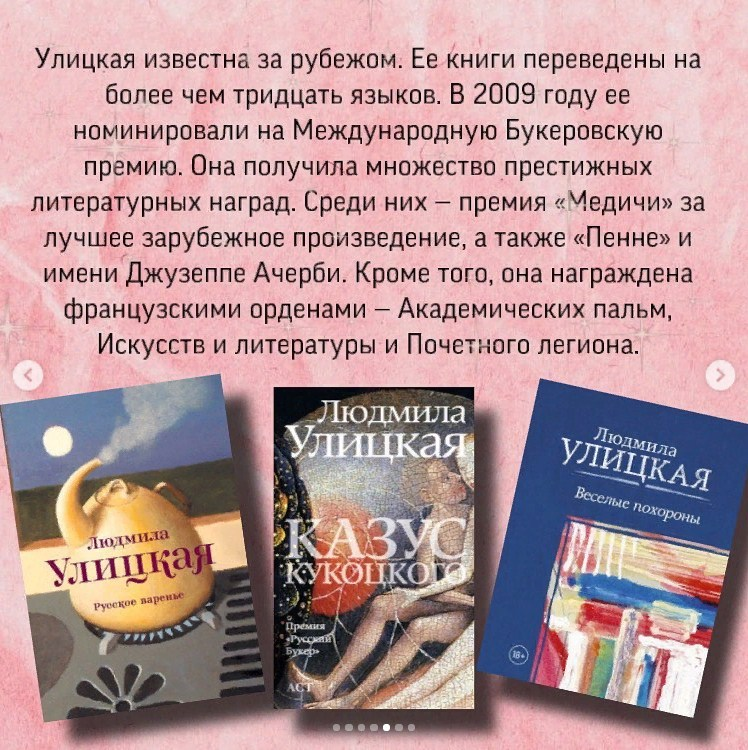 Улицкая известна за рубежом. Ее книги переведены на
более чем тридцать языков. В 2009 году ее
номинировали на Международную Букеровскую
премию. Она получила множество престижных
литературных наград. Среди них – премия «Медичи» за
лучшее зарубежное произведение, а также «Пенне» и
имени Джузеппе Ачерби. Кроме того, она награждена
французскими орденами – Академических пальм,
Искусств и литературы и Почетного легиона.
Людмила
Улицкая
Русское варенье
Людмила
Улицкая
КАЗУС
КУКОЦКОГО
Премия
«Русский
Букер»
АСТ
Людмила
УЛИЦКАЯ
Веселые похороны
18+